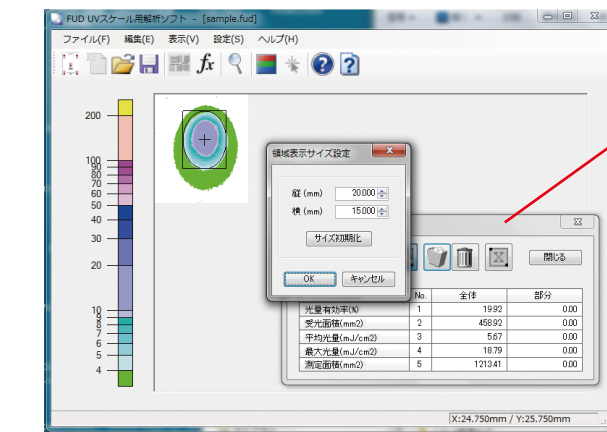 FUD UVスケール用解析ソフト - [sample.fud]
ファイル(F) 編集(E) 表示(V) 設定(S) ヘルプ(H)
fx
200
100
90
80
70
60
50
40
30
20
10
9
8
7
6
5
4
領域表示サイズ設定
縦 (mm) 20.000
横 (mm) 15.000
サイズ初期化
OK キャンセル
閉じる
No. 全体 部分
光量有効率(%) 1 19.92 0.00
受光面積(mm2) 2 458.92 0.00
平均光量(mJ/cm2) 3 5.67 0.00
最大光量(mJ/cm2) 4 18.79 0.00
測定面積(mm2) 5 1213.41 0.00
X:24.750mm / Y:25.750mm